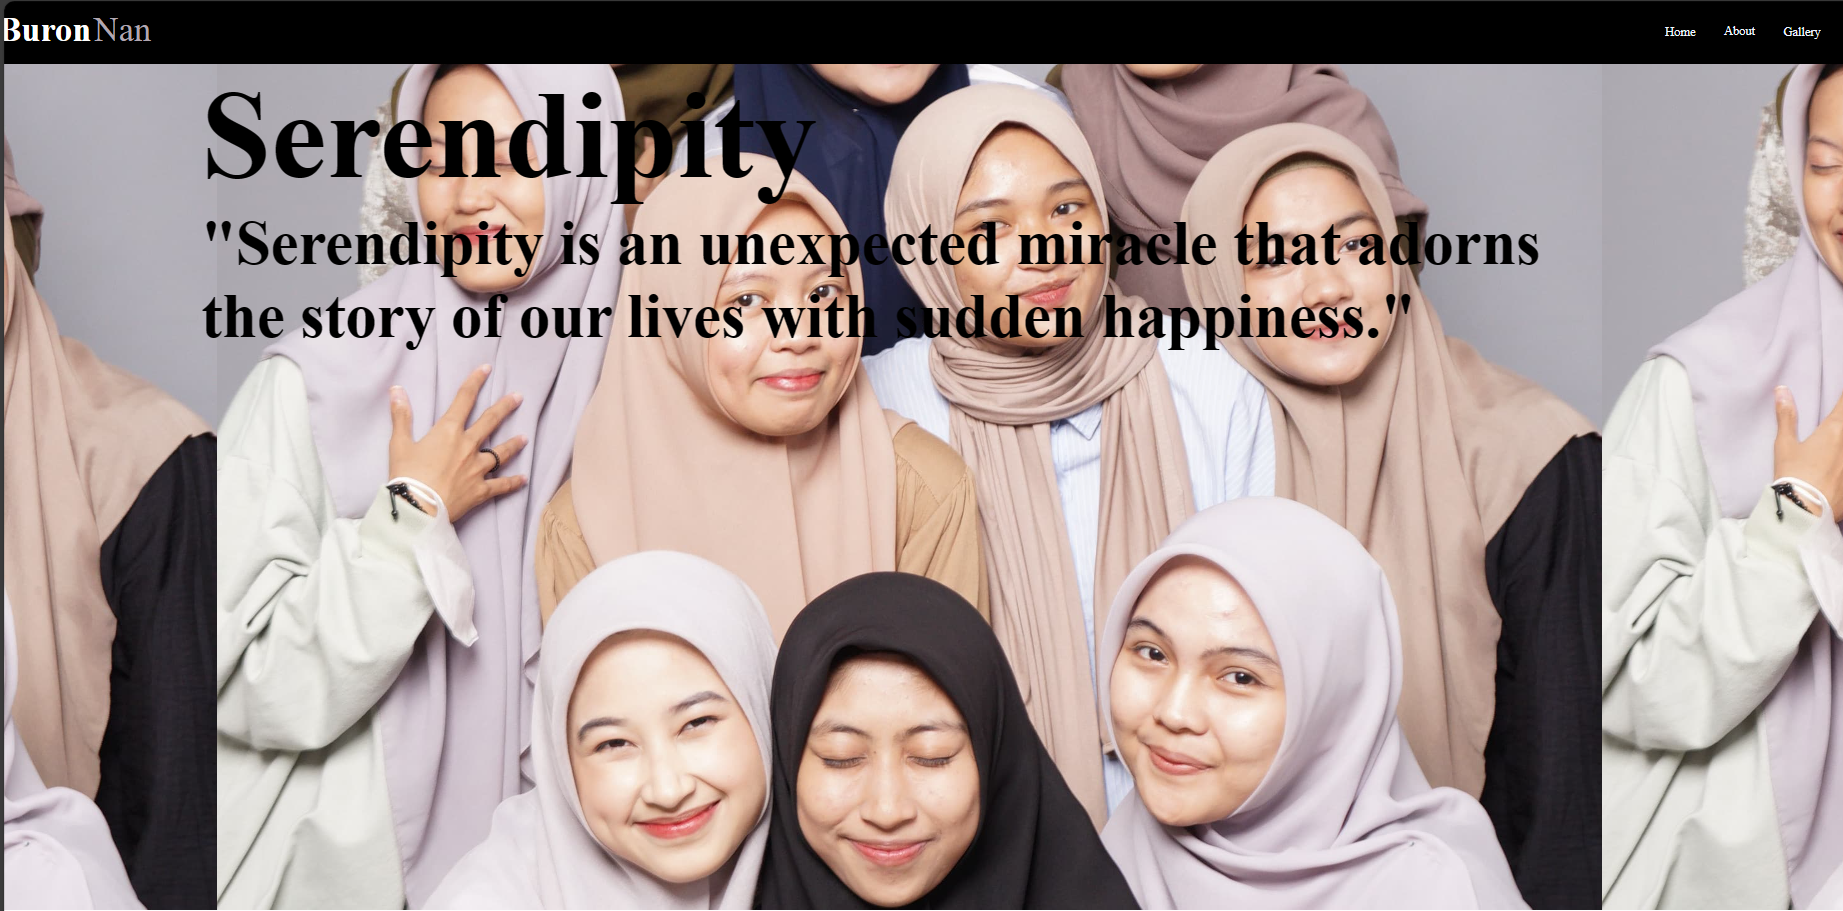 BuronNan
Home About Gallery
Serendipity
"Serendipity is an unexpected miracle that adorns
the story of our lives with sudden happiness."